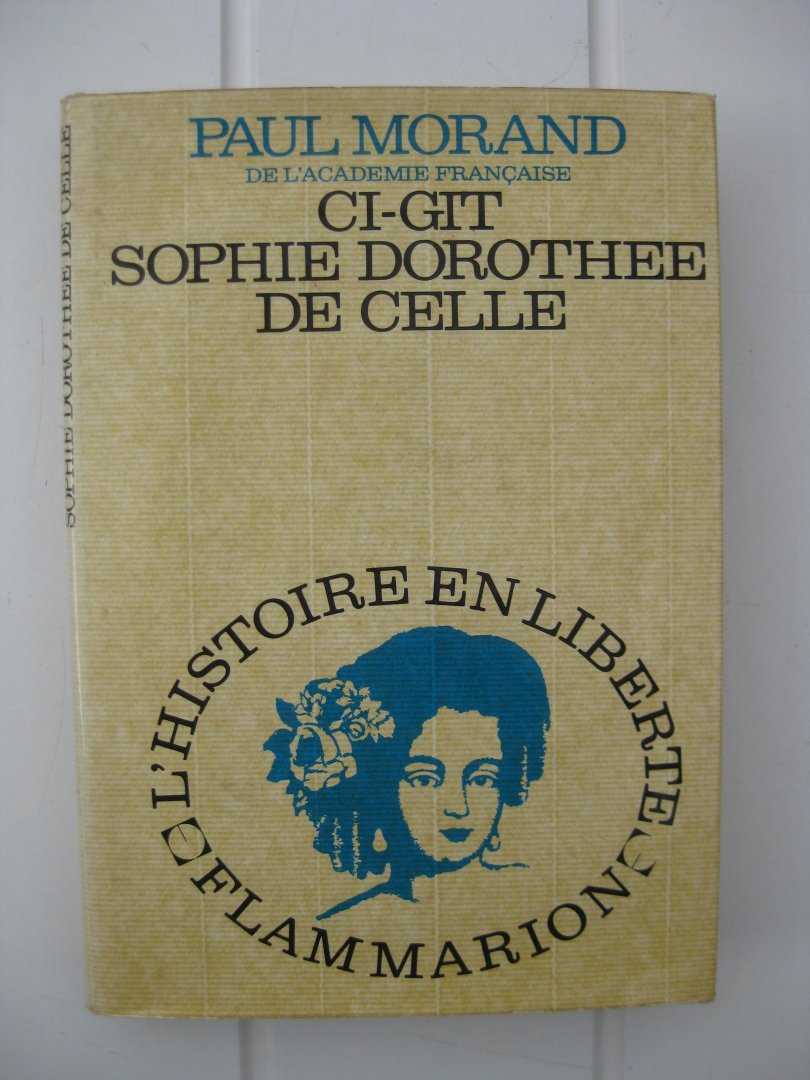 PAUL MORAND
DE L'ACADEMIE FRANÇAISE
CI-GIT
SOPHIE DOROTHEE
DE CELLE
L'HISTOIRE EN LIBERTE
FLAMMARION
SOPHIE DOROTHEE DE CELLE